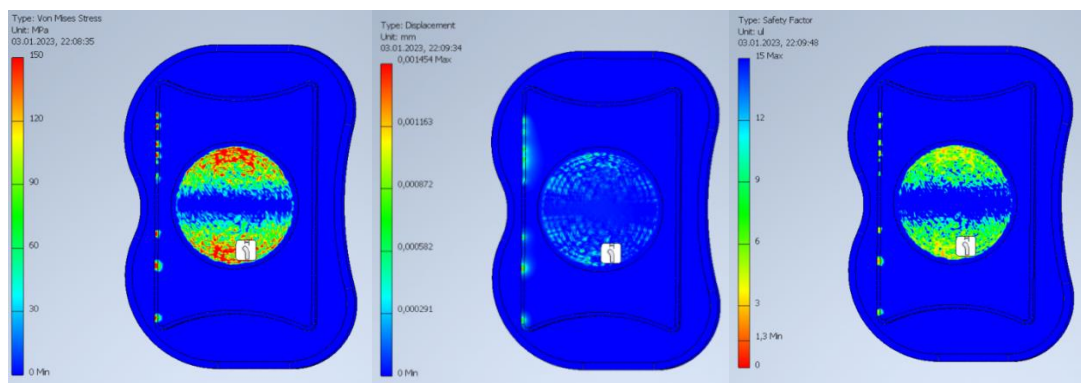 Type: Von Mises Stress
Unit: MPa
03.01.2023, 22:08:35
150
120
90
60
30
0 Min
Type: Displacement
Unit: mm
03.01.2023, 22:09:34
0,001454 Max
0,001163
0,000872
0,000582
0,000291
0 Min
Type: Safety Factor
Unit: ul
03.01.2023, 22:09:48
15 Max
12
9
6
3
1,3 Min
0